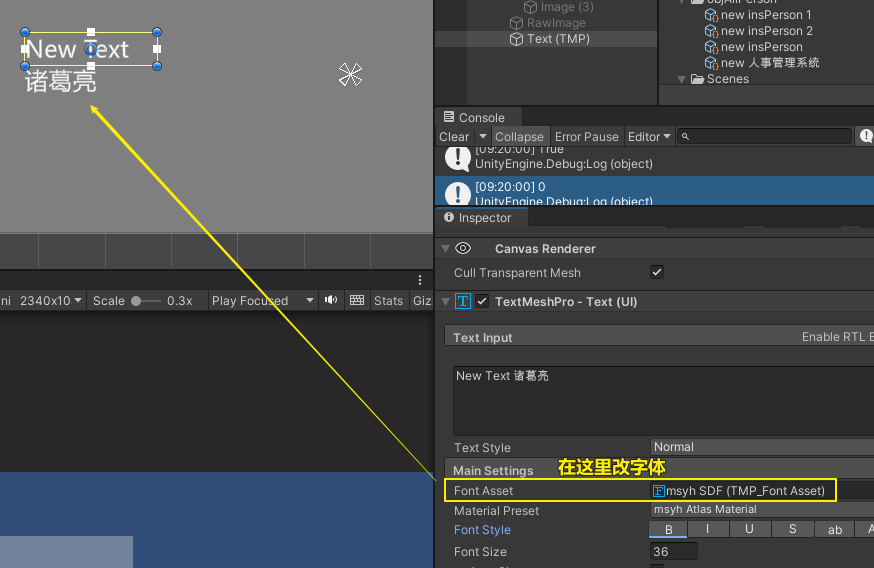 Image (3)
RawImage
Text (TMP)
objAllPerson
new insPerson 1
new insPerson 2
new insPerson
new 人事管理系统
Scenes
New Text
诸葛亮
Console
Clear
Collapse
Error Pause
Editor
[09:20:00] True
UnityEngine.Debug:Log (object)
[09:20:00] 0
UnityEngine.Debug:Log (object)
Inspector
Canvas Renderer
Cull Transparent Mesh
ni 2340x10
Scale
0.3x
Play Focused
Stats
Giz
TextMeshPro - Text (UI)
Text Input
Enable RTL E
New Text 诸葛亮
Text Style
Normal
在这里改字体
Main Settings
Font Asset
msyh SDF (TMP_Font Asset)
Material Preset
msyh Atlas Material
Font Style
B I U S ab A
Font Size
36